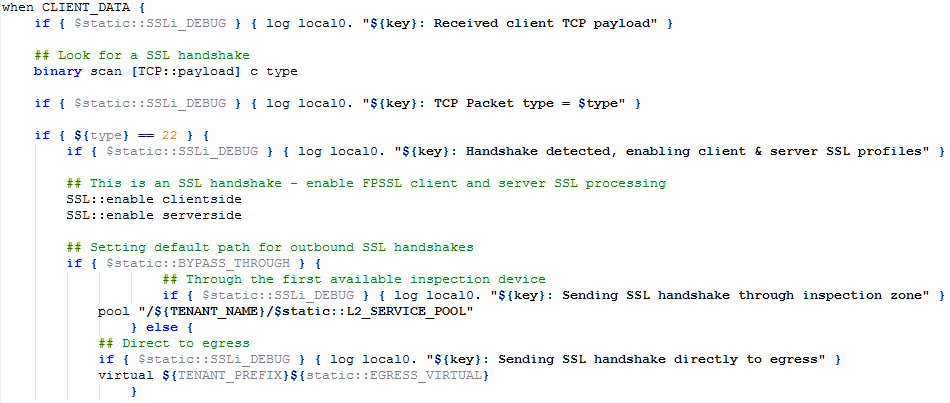 when CLIENT_DATA {
    if { $static::SSLi_DEBUG } { log local0. "${key}: Received client TCP payload" }

    ## Look for a SSL handshake
    binary scan [TCP::payload] c type

    if { $static::SSLi_DEBUG } { log local0. "${key}: TCP Packet type = $type" }

    if { ${type} == 22 } {
        if { $static::SSLi_DEBUG } { log local0. "${key}: Handshake detected, enabling client & server SSL profiles" }

        ## This is an SSL handshake - enable FPSSL client and server SSL processing
        SSL::enable clientside
        SSL::enable serverside

        ## Setting default path for outbound SSL handshakes
        if { $static::BYPASS_THROUGH } {
                    ## Through the first available inspection device
                    if { $static::SSLi_DEBUG } { log local0. "${key}: Sending SSL handshake through inspection zone" }
            pool "/${TENANT_NAME}/$static::L2_SERVICE_POOL"
                } else {
            ## Direct to egress
            if { $static::SSLi_DEBUG } { log local0. "${key}: Sending SSL handshake directly to egress" }
            virtual ${TENANT_PREFIX}${static::EGRESS_VIRTUAL}
                }